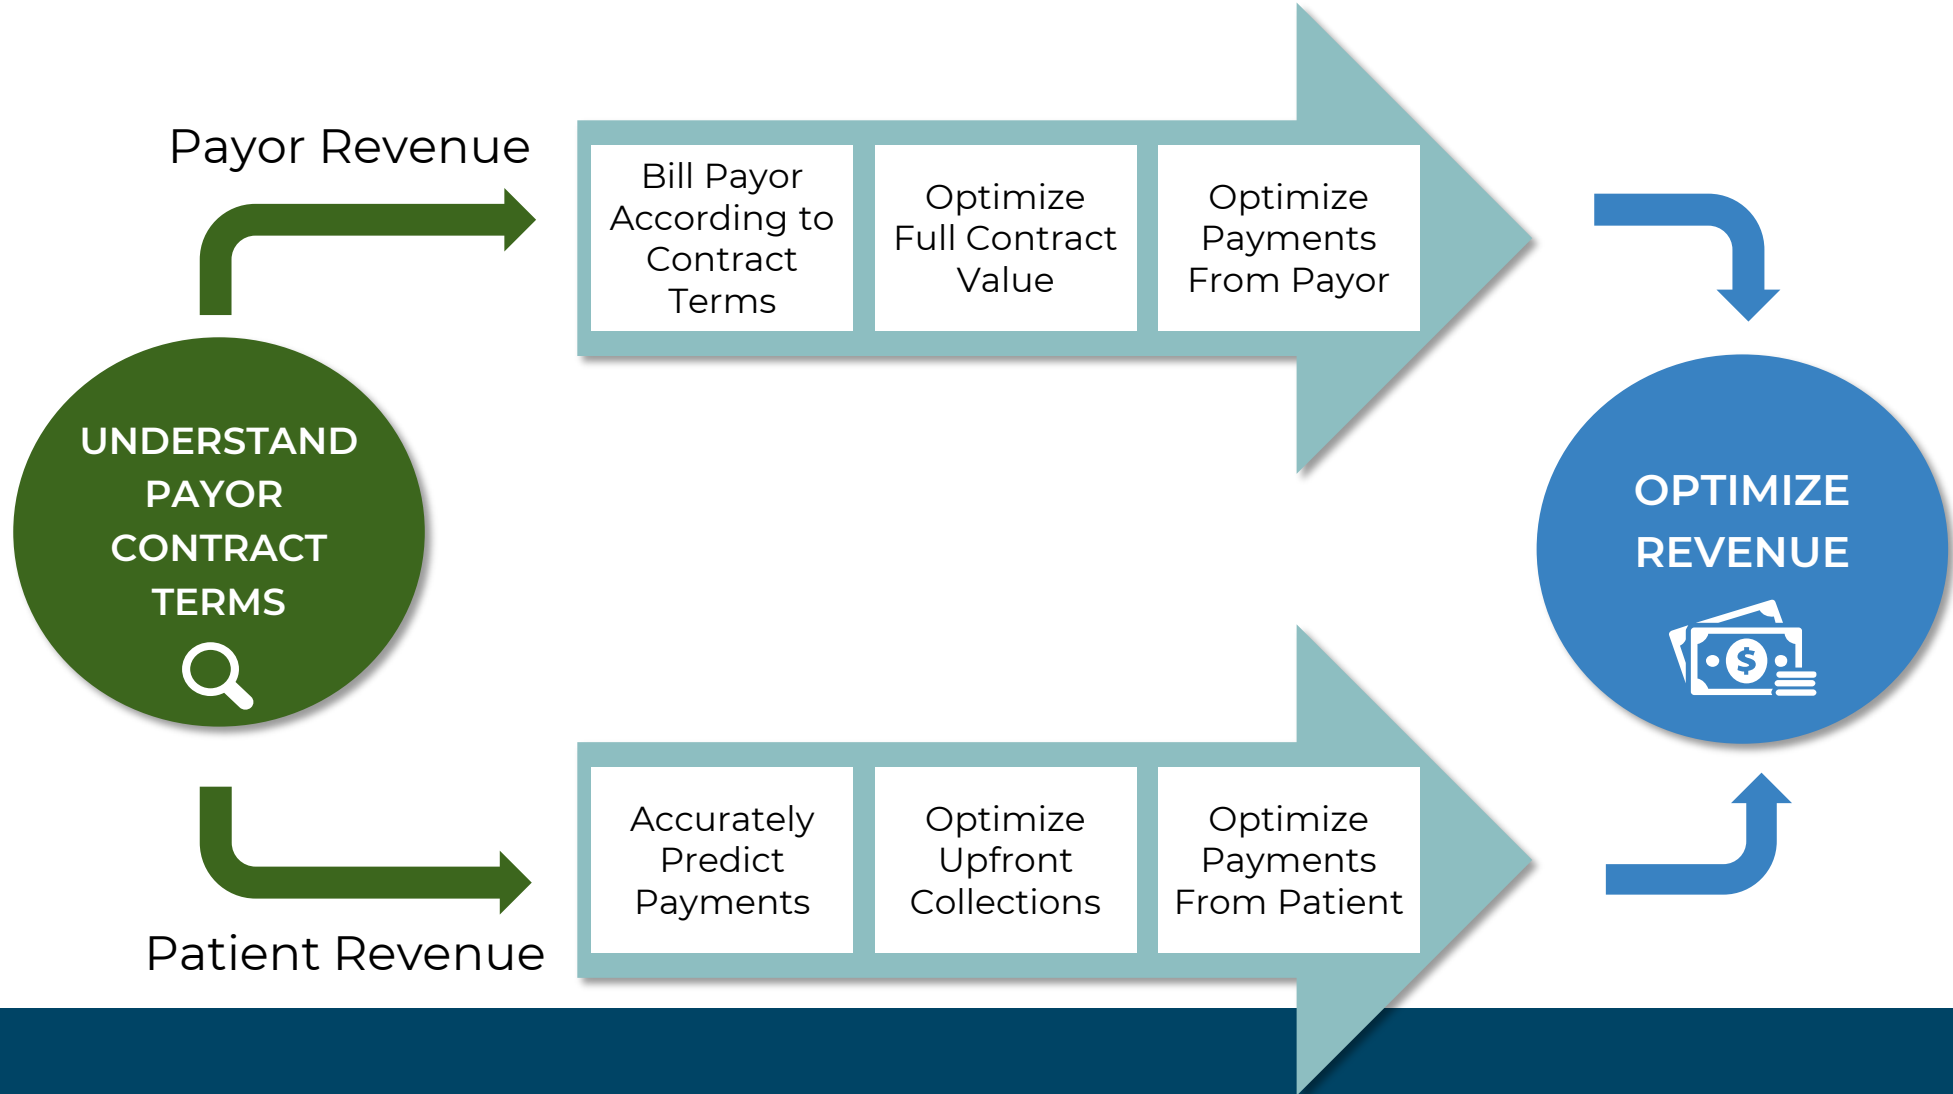 Payor Revenue
Bill Payor
According to
Contract
Terms
Optimize
Full Contract
Value
Optimize
Payments
From Payor
UNDERSTAND
PAYOR
CONTRACT
TERMS
OPTIMIZE
REVENUE
$
Patient Revenue
Accurately
Predict
Payments
Optimize
Upfront
Collections
Optimize
Payments
From Patient